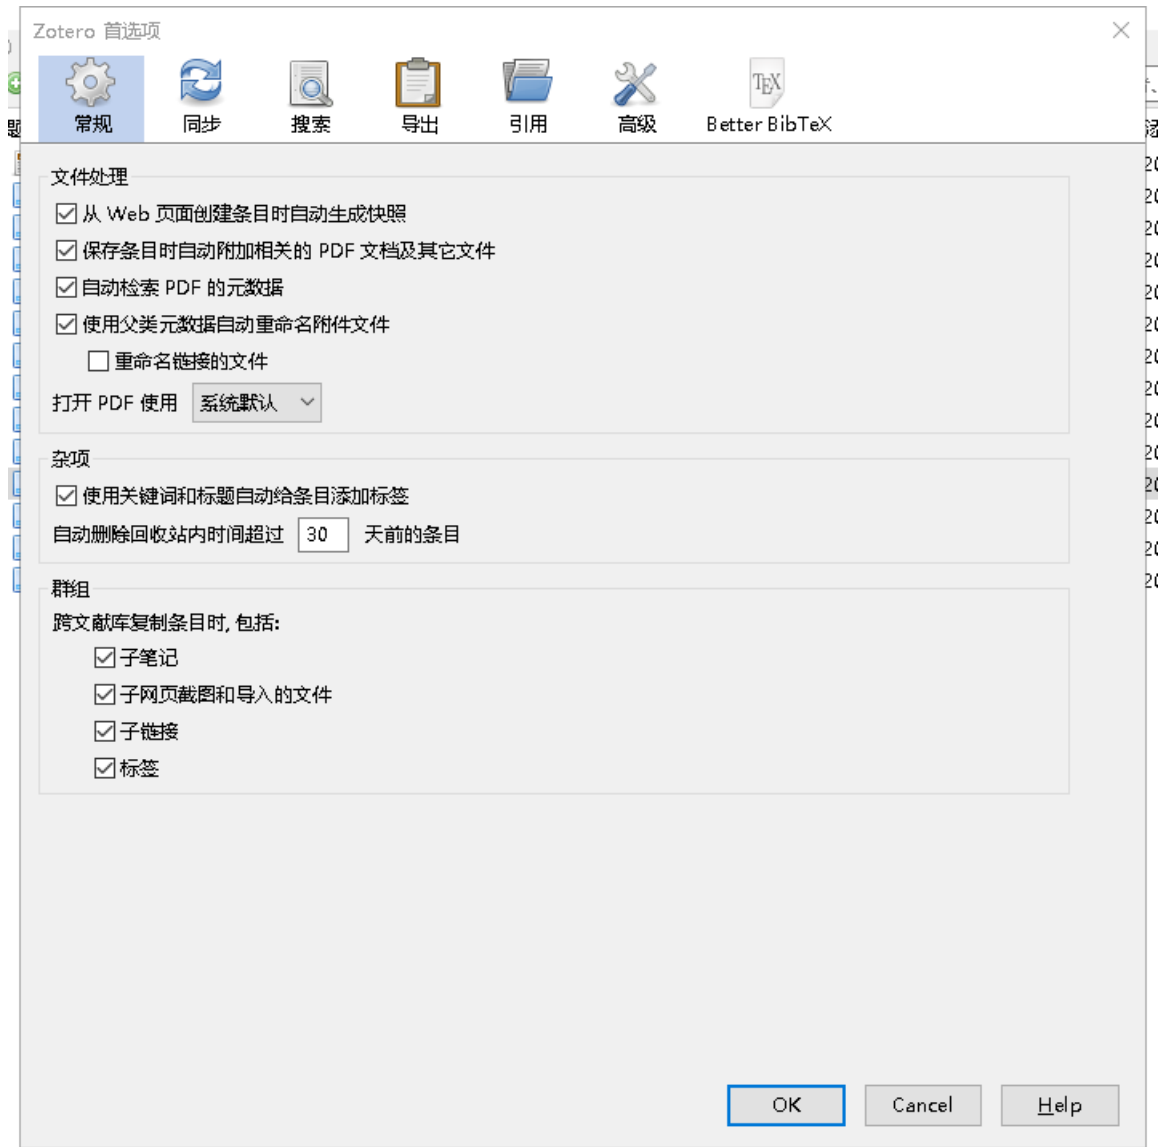 Zotero 首选项
常规 同步 搜索 导出 引用 高级 Better BibTeX
文件处理
从 Web 页面创建条目时自动生成快照
保存条目时自动附加相关的 PDF 文档及其它文件
自动检索 PDF 的元数据
使用父类元数据自动重命名附件文件
重命名链接的文件
打开 PDF 使用 系统默认
杂项
使用关键词和标题自动给条目添加标签
自动删除回收站内时间超过 30 天前的条目
群组
跨文献库复制条目时, 包括:
子笔记
子网页截图和导入的文件
子链接
标签
OK Cancel Help